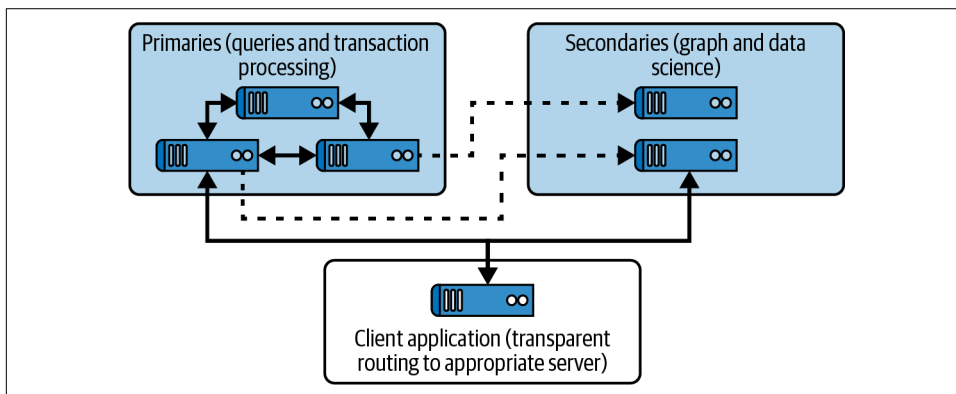 Primaries (queries and transaction
processing)
Secondaries (graph and data
science)
Client application (transparent
routing to appropriate server)